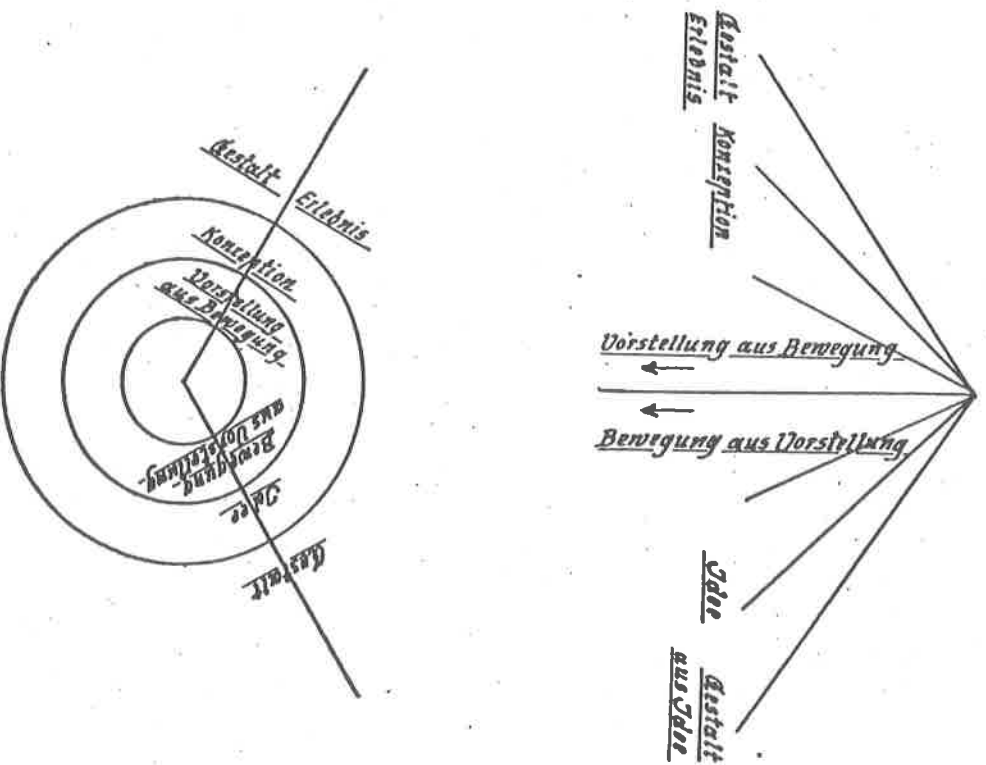 Gestalt
Erlebnis
Konzeption
Vorstellung
aus Bewegung
Bewegung
aus Vorstellung
Idee
Gestalt
Gestalt
Erlebnis
Konzeption
Vorstellung aus Bewegung
Bewegung aus Vorstellung
Idee
Gestalt
aus Idee